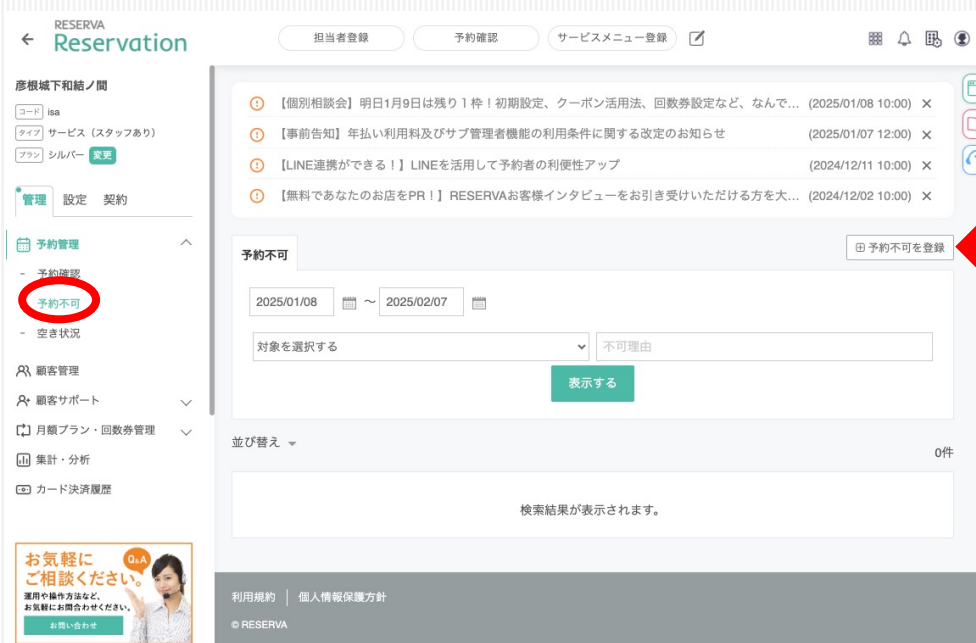 RESERVA
Reservation
担当者登録
予約確認
サービスメニュー登録
彦根城下和結ノ間
コード isa
タイプ サービス（スタッフあり）
プラン シルバー 変更
管理 設定 契約
予約管理
- 予約確認
予約不可
- 空き状況
顧客管理
顧客サポート
月額プラン・回数券管理
集計・分析
カード決済履歴
お気軽に
ご相談ください。
Q&A
運用や操作方法など、
お気軽にお問合わせください。
お問い合わせ
【個別相談会】明日1月9日は残り1枠！初期設定、クーポン活用法、回数券設定など、なんで... (2025/01/08 10:00) ×
【事前告知】年払い利用料及びサブ管理者機能の利用条件に関する改定のお知らせ (2025/01/07 12:00) ×
【LINE連携ができる！】LINEを活用して予約者の利便性アップ (2024/12/11 10:00) ×
【無料であなたのお店をPR！】RESERVAお客様インタビューをお引き受けいただける方を大... (2024/12/02 10:00) ×
予約不可
予約不可を登録
2025/01/08 ～ 2025/02/07
対象を選択する
不可理由
表示する
並び替え
0件
検索結果が表示されます。
利用規約 | 個人情報保護方針
© RESERVA